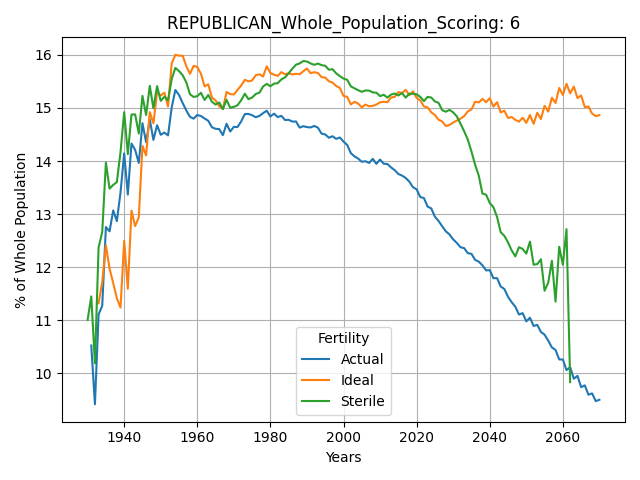 REPUBLICAN_Whole_Population_Scoring: 6
% of Whole Population
16
15
14
13
12
11
10
Fertility
Actual
Ideal
Sterile
1940 1960 1980 2000 2020 2040 2060
Years